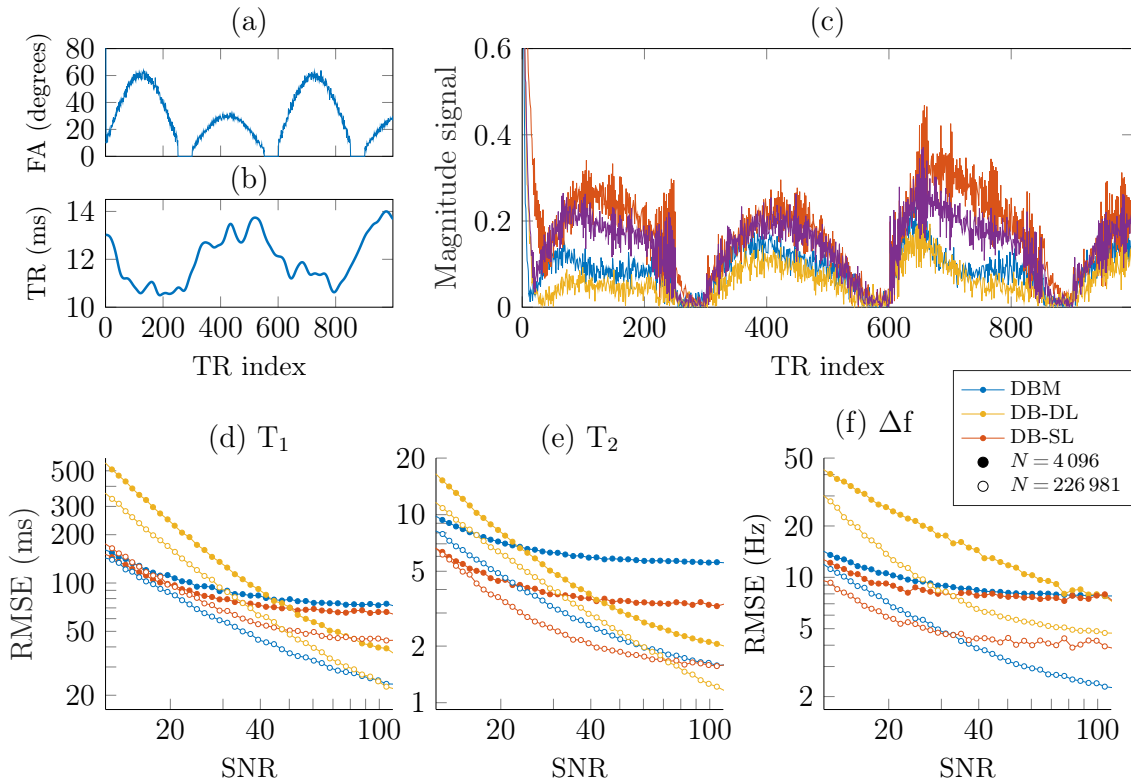 (a)
FA (degrees)
80
60
40
20
0
(b)
TR (ms)
14
12
10
0 200 400 600 800
TR index
(c)
Magnitude signal
0.6
0.4
0.2
0
0 200 400 600 800 1000
TR index
DBM
DB-DL
DB-SL
N = 4 096
N = 226 981
(d) T1
RMSE (ms)
500
300
200
100
50
20
20 40 100
SNR
(e) T2
20
10
5
2
1
20 40 100
SNR
(f) Δf
RMSE (Hz)
50
20
10
5
2
20 40 100
SNR